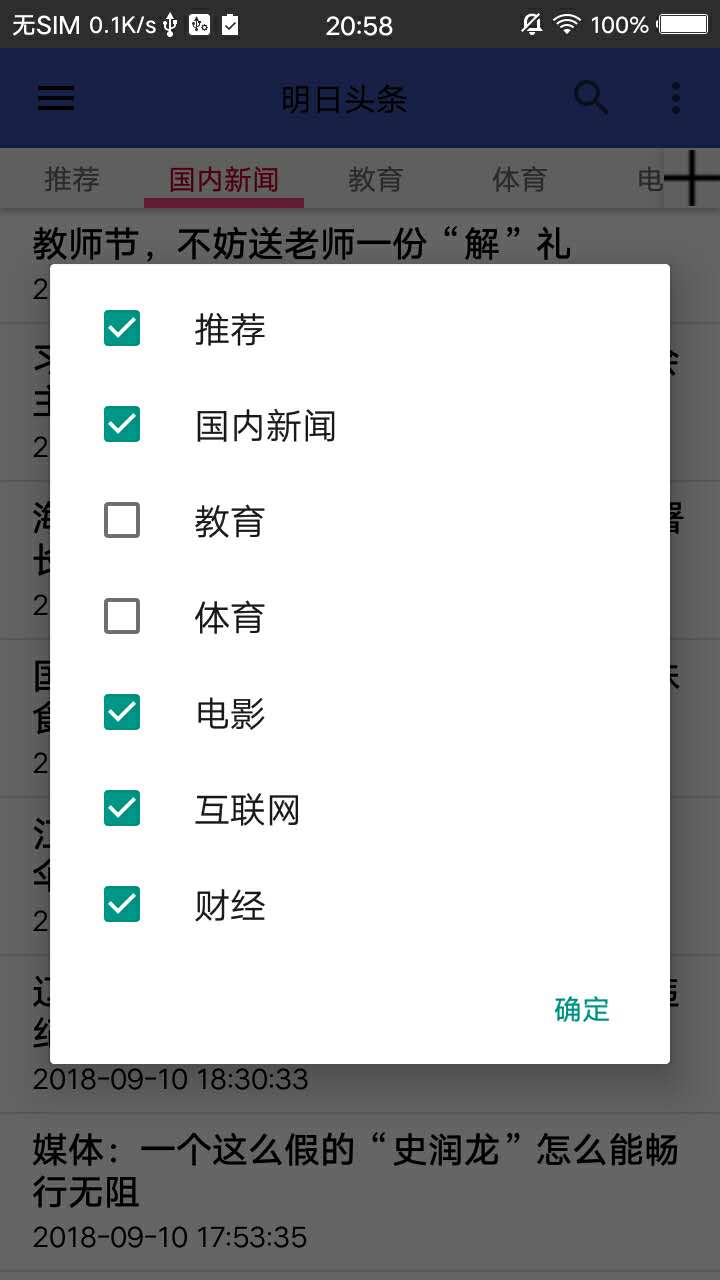 无SIM 0.1K/s 20:58 100%
明日头条
推荐 国内新闻 教育 体育 电
教师节，不妨送老师一份“解”礼
推荐
国内新闻
教育
体育
电影
互联网
财经
确定
2018-09-10 18:30:33
媒体：一个这么假的“史润龙”怎么能畅
行无阻
2018-09-10 17:53:35